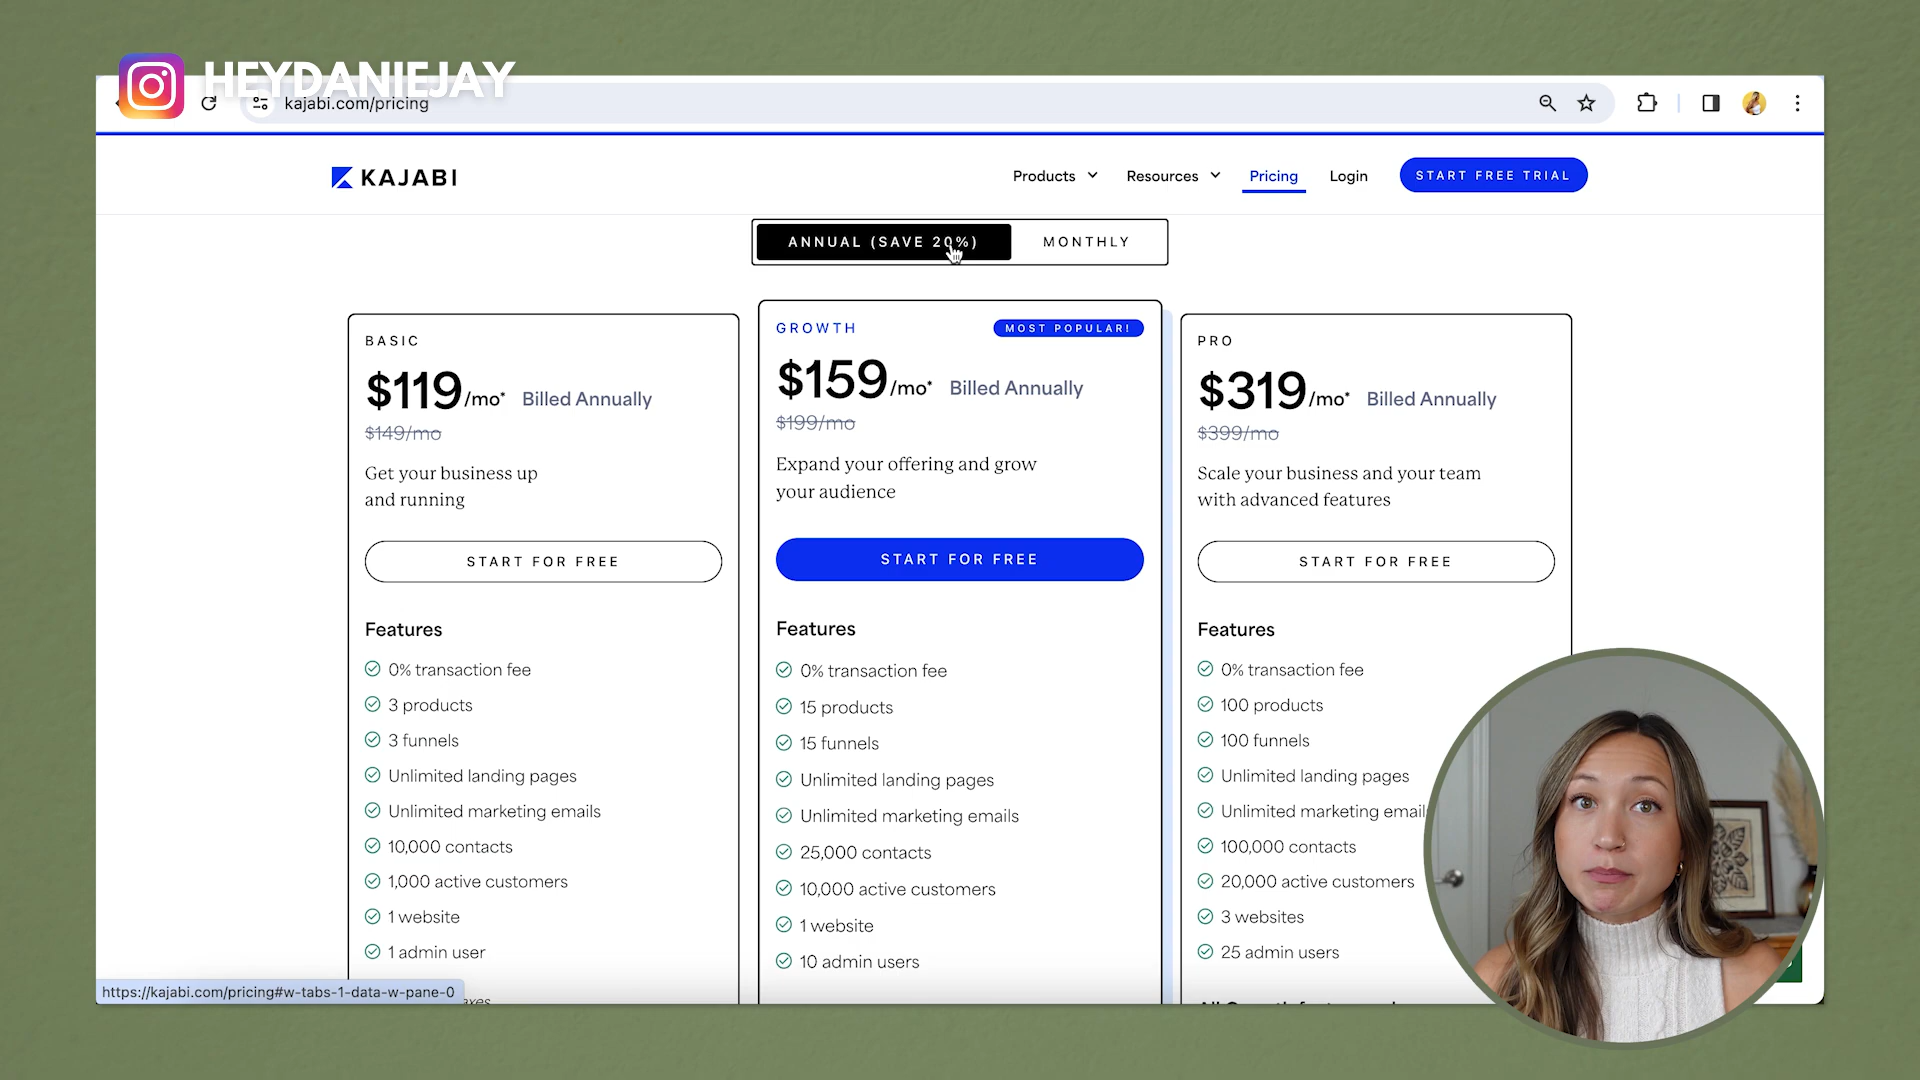 HEYDANIEJAY
kajabi.com/pricing
KAJABI
Products
Resources
Pricing
Login
START FREE TRIAL
ANNUAL (SAVE 20%)
MONTHLY
BASIC
$119/mo* Billed Annually
$149/mo
Get your business up
and running
START FOR FREE
Features
0% transaction fee
3 products
3 funnels
Unlimited landing pages
Unlimited marketing emails
10,000 contacts
1,000 active customers
1 website
1 admin user
GROWTH
MOST POPULAR!
$159/mo* Billed Annually
$199/mo
Expand your offering and grow
your audience
START FOR FREE
Features
0% transaction fee
15 products
15 funnels
Unlimited landing pages
Unlimited marketing emails
25,000 contacts
10,000 active customers
1 website
10 admin users
PRO
$319/mo* Billed Annually
$399/mo
Scale your business and your team
with advanced features
START FOR FREE
Features
0% transaction fee
100 products
100 funnels
Unlimited landing pages
Unlimited marketing email
100,000 contacts
20,000 active customers
3 websites
25 admin users
https://kajabi.com/pricing#w-tabs-1-data-w-pane-0